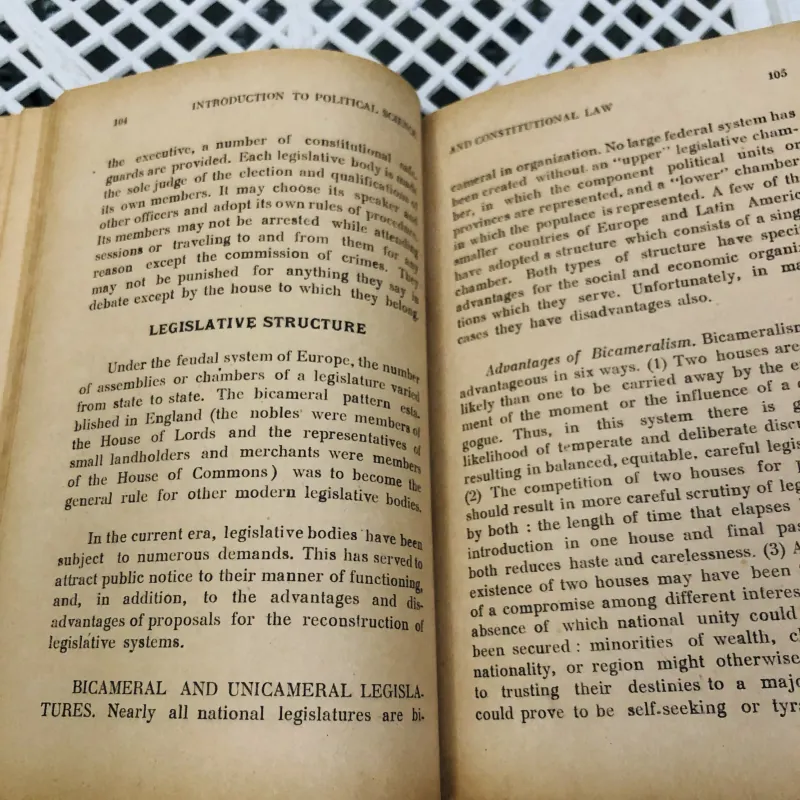 104
INTRODUCTION TO POLITICAL SCIENCE
the executive, a number of constitutional safe-
guards are provided. Each legislative body is made
the sole judge of the election and qualifications of
its own members. It may choose its speaker and
other officers and adopt its own rules of procedure.
Its members may not be arrested while attending
sessions or traveling to and from them for any
reason except the commission of crimes. They
may not be punished for anything they say in
debate except by the house to which they belong.
LEGISLATIVE STRUCTURE
Under the feudal system of Europe, the number
of assemblies or chambers of a legislature varied
from state to state. The bicameral pattern esta-
blished in England (the nobles were members of
the House of Lords and the representatives of
small landholders and merchants were members
of the House of Commons) was to become the
general rule for other modern legislative bodies.
In the current era, legislative bodies have been
subject to numerous demands. This has served to
attract public notice to their manner of functioning,
and, in addition, to the advantages and dis-
advantages of proposals for the reconstruction of
legislative systems.
BICAMERAL AND UNICAMERAL LEGISLA-
TURES. Nearly all national legislatures are bi-
AND CONSTITUTIONAL LAW
105
cameral in organization. No large federal system has
been created without an "upper" legislative cham-
ber, in which the component political units or
provinces are represented, and a "lower" chamber
in which the populace is represented. A few of the
smaller countries of Europe and Latin Americ
have adopted a structure which consists of a sing
chamber. Both types of structure have speci
advantages for the social and economic organiz
tions which they serve. Unfortunately, in ma
cases they have disadvantages also.
Advantages of Bicameralism. Bicameralism
advantageous in six ways. (1) Two houses are
likely than one to be carried away by the e
ment of the moment or the influence of a d
gogue. Thus, in this system there is g
likelihood of temperate and deliberate discu
resulting in balanced, equitable, careful legis
(2) The competition of two houses for p
should result in more careful scrutiny of leg
by both : the length of time that elapses
introduction in one house and final pas
both reduces haste and carelessness. (3) A
existence of two houses may have been
of a compromise among different interes
absence of which national unity could
been secured : minorities of wealth, cl
nationality, or region might otherwise
to trusting their destinies to a majo
could prove to be self-seeking or tyra